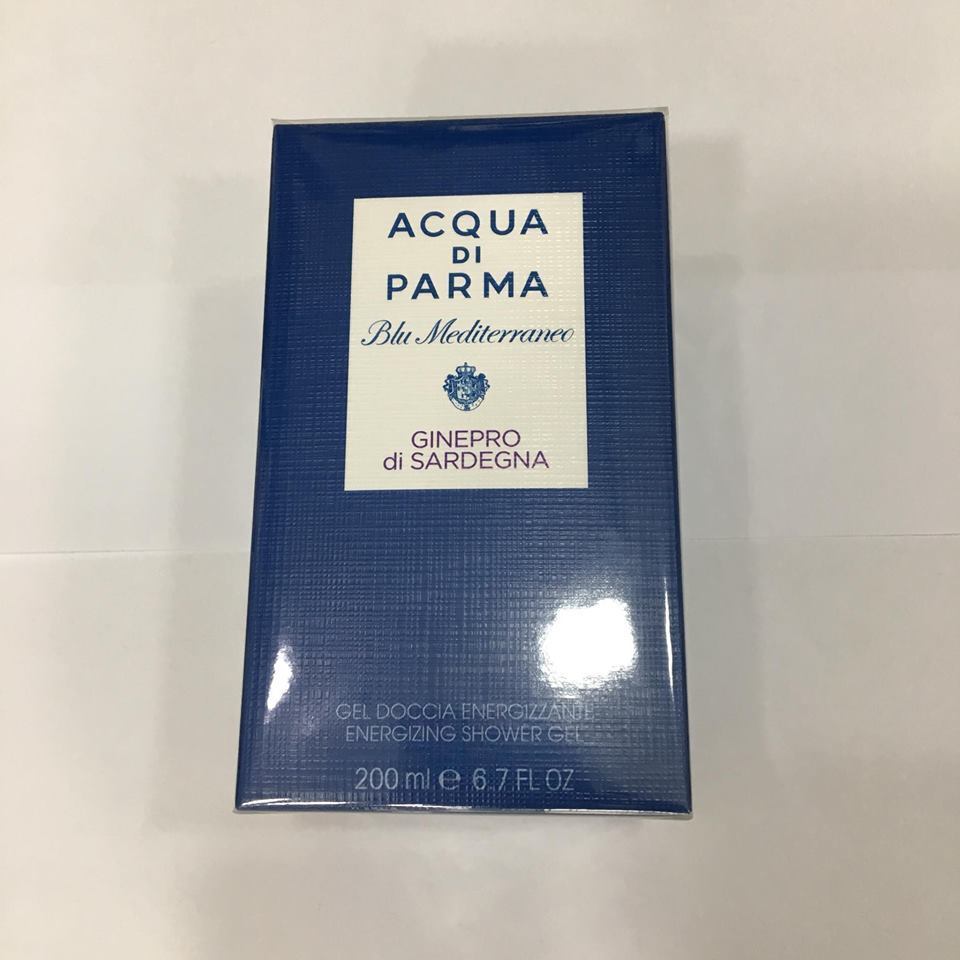 ACQUA
DI
PARMA
Blu Mediterraneo
GINEPRO
di SARDEGNA
GEL DOCCIA ENERGIZZANTE
ENERGIZING SHOWER GEL
200 ml ℮ 6.7 FL OZ